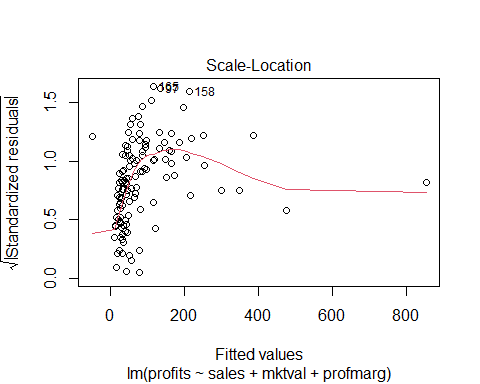 Scale-Location
√|Standardized residuals|
0.0 0.5 1.0 1.5
158
0 200 400 600 800
Fitted values
lm(profits ~ sales + mktval + profmarg)